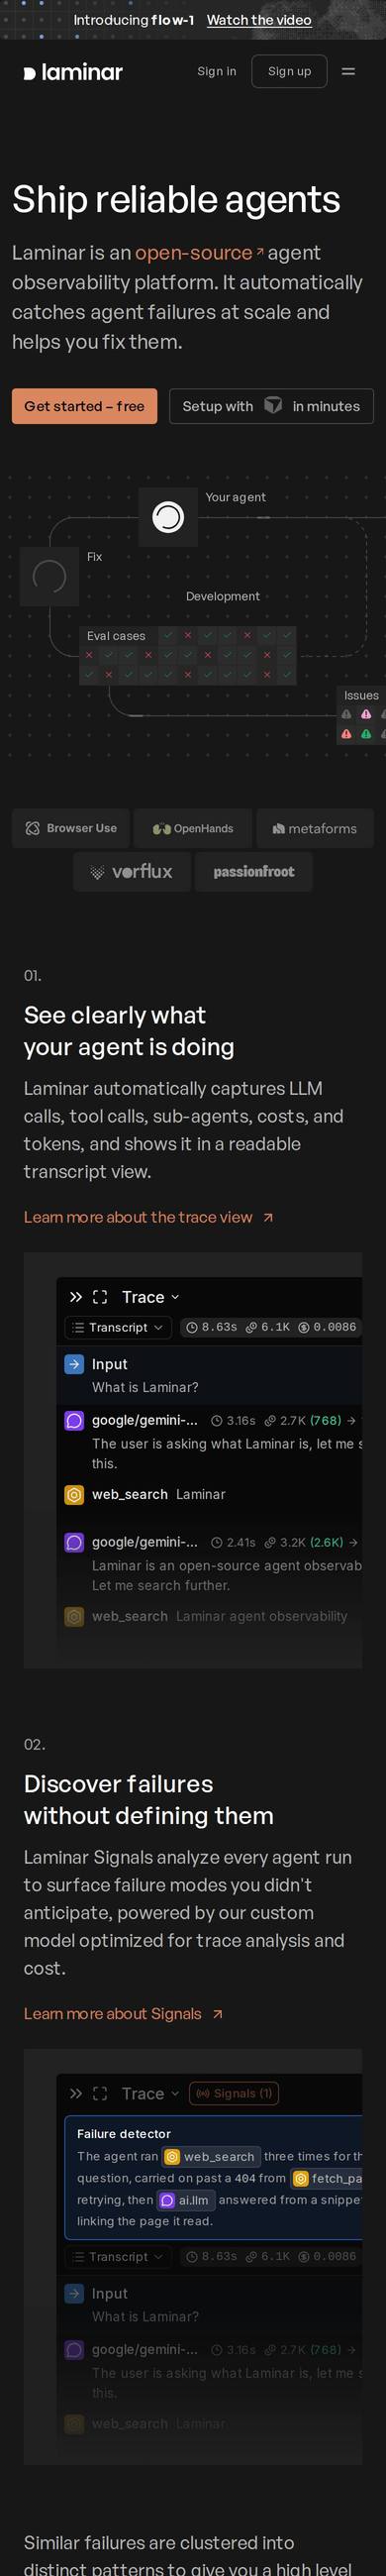 Introducing flow-1 Watch the video
laminar
Sign in Sign up
Ship reliable agents
Laminar is an open-source agent
observability platform. It automatically
catches agent failures at scale and
helps you fix them.
Get started – free Setup with in minutes
Your agent
Fix
Development
Eval cases
Issues
Browser Use OpenHands metaforms
vorflux passionfroot
01.
See clearly what
your agent is doing
Laminar automatically captures LLM
calls, tool calls, sub-agents, costs, and
tokens, and shows it in a readable
transcript view.
Learn more about the trace view
Trace
Transcript 8.63s 6.1K 0.0086
Input
What is Laminar?
google/gemini-... 3.16s 2.7K (768)
The user is asking what Laminar is, let me s
this.
web_search Laminar
google/gemini-... 2.41s 3.2K (2.6K)
Laminar is an open-source agent observab
Let me search further.
web_search Laminar agent observability
02.
Discover failures
without defining them
Laminar Signals analyze every agent run
to surface failure modes you didn't
anticipate, powered by our custom
model optimized for trace analysis and
cost.
Learn more about Signals
Trace Signals (1)
Failure detector
The agent ran web_search three times for th
question, carried on past a 404 from fetch_pa
retrying, then ai.llm answered from a snippe
linking the page it read.
Transcript 8.63s 6.1K 0.0086
Input
What is Laminar?
google/gemini-... 3.16s 2.7K (768)
The user is asking what Laminar is, let me s
this.
web_search Laminar
Similar failures are clustered into
distinct patterns to give you a high level